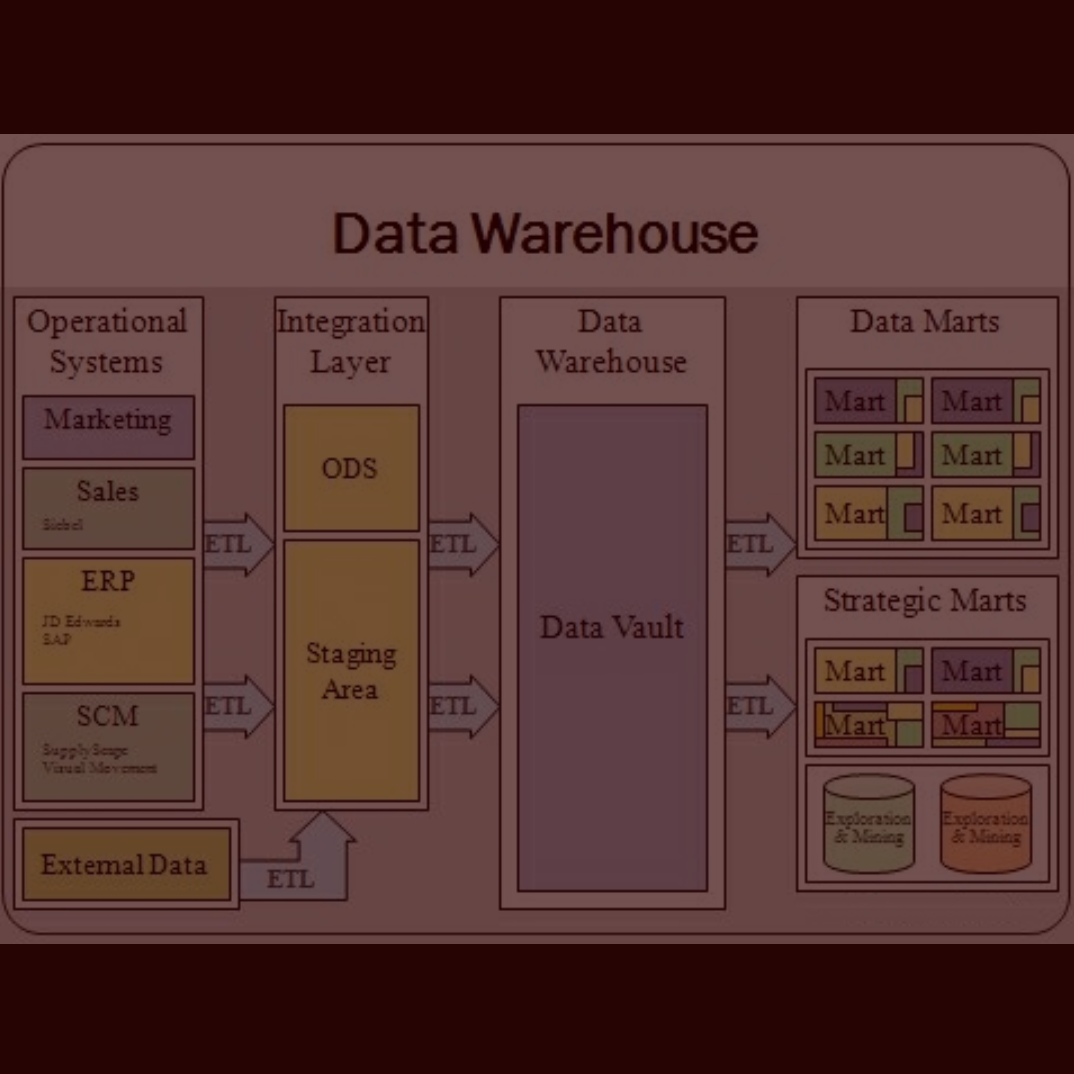 Data Warehouse
Operational
Systems
Marketing
Sales
Siebel
ERP
JD Edwards
SAP
SCM
SupplyScape
Visual Movement
External Data
ETL
ETL
ETL
Integration
Layer
ODS
Staging
Area
ETL
ETL
Data
Warehouse
Data Vault
ETL
ETL
Data Marts
Mart Mart
Mart Mart
Mart Mart
Strategic Marts
Mart Mart
Mart Mart
Exploration
& Mining
Exploration
& Mining